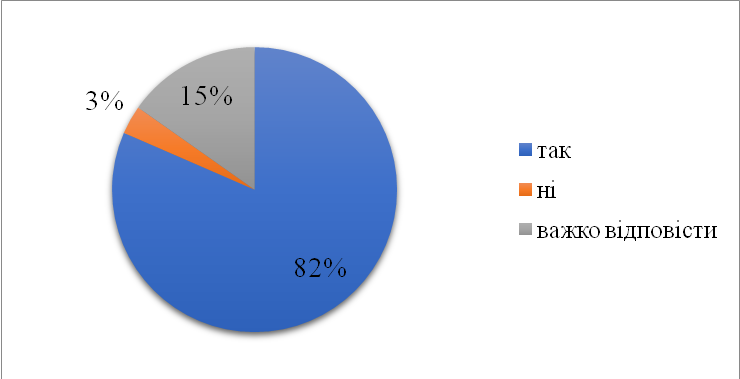 15%
3%
82%
так
ні
важко відповісти